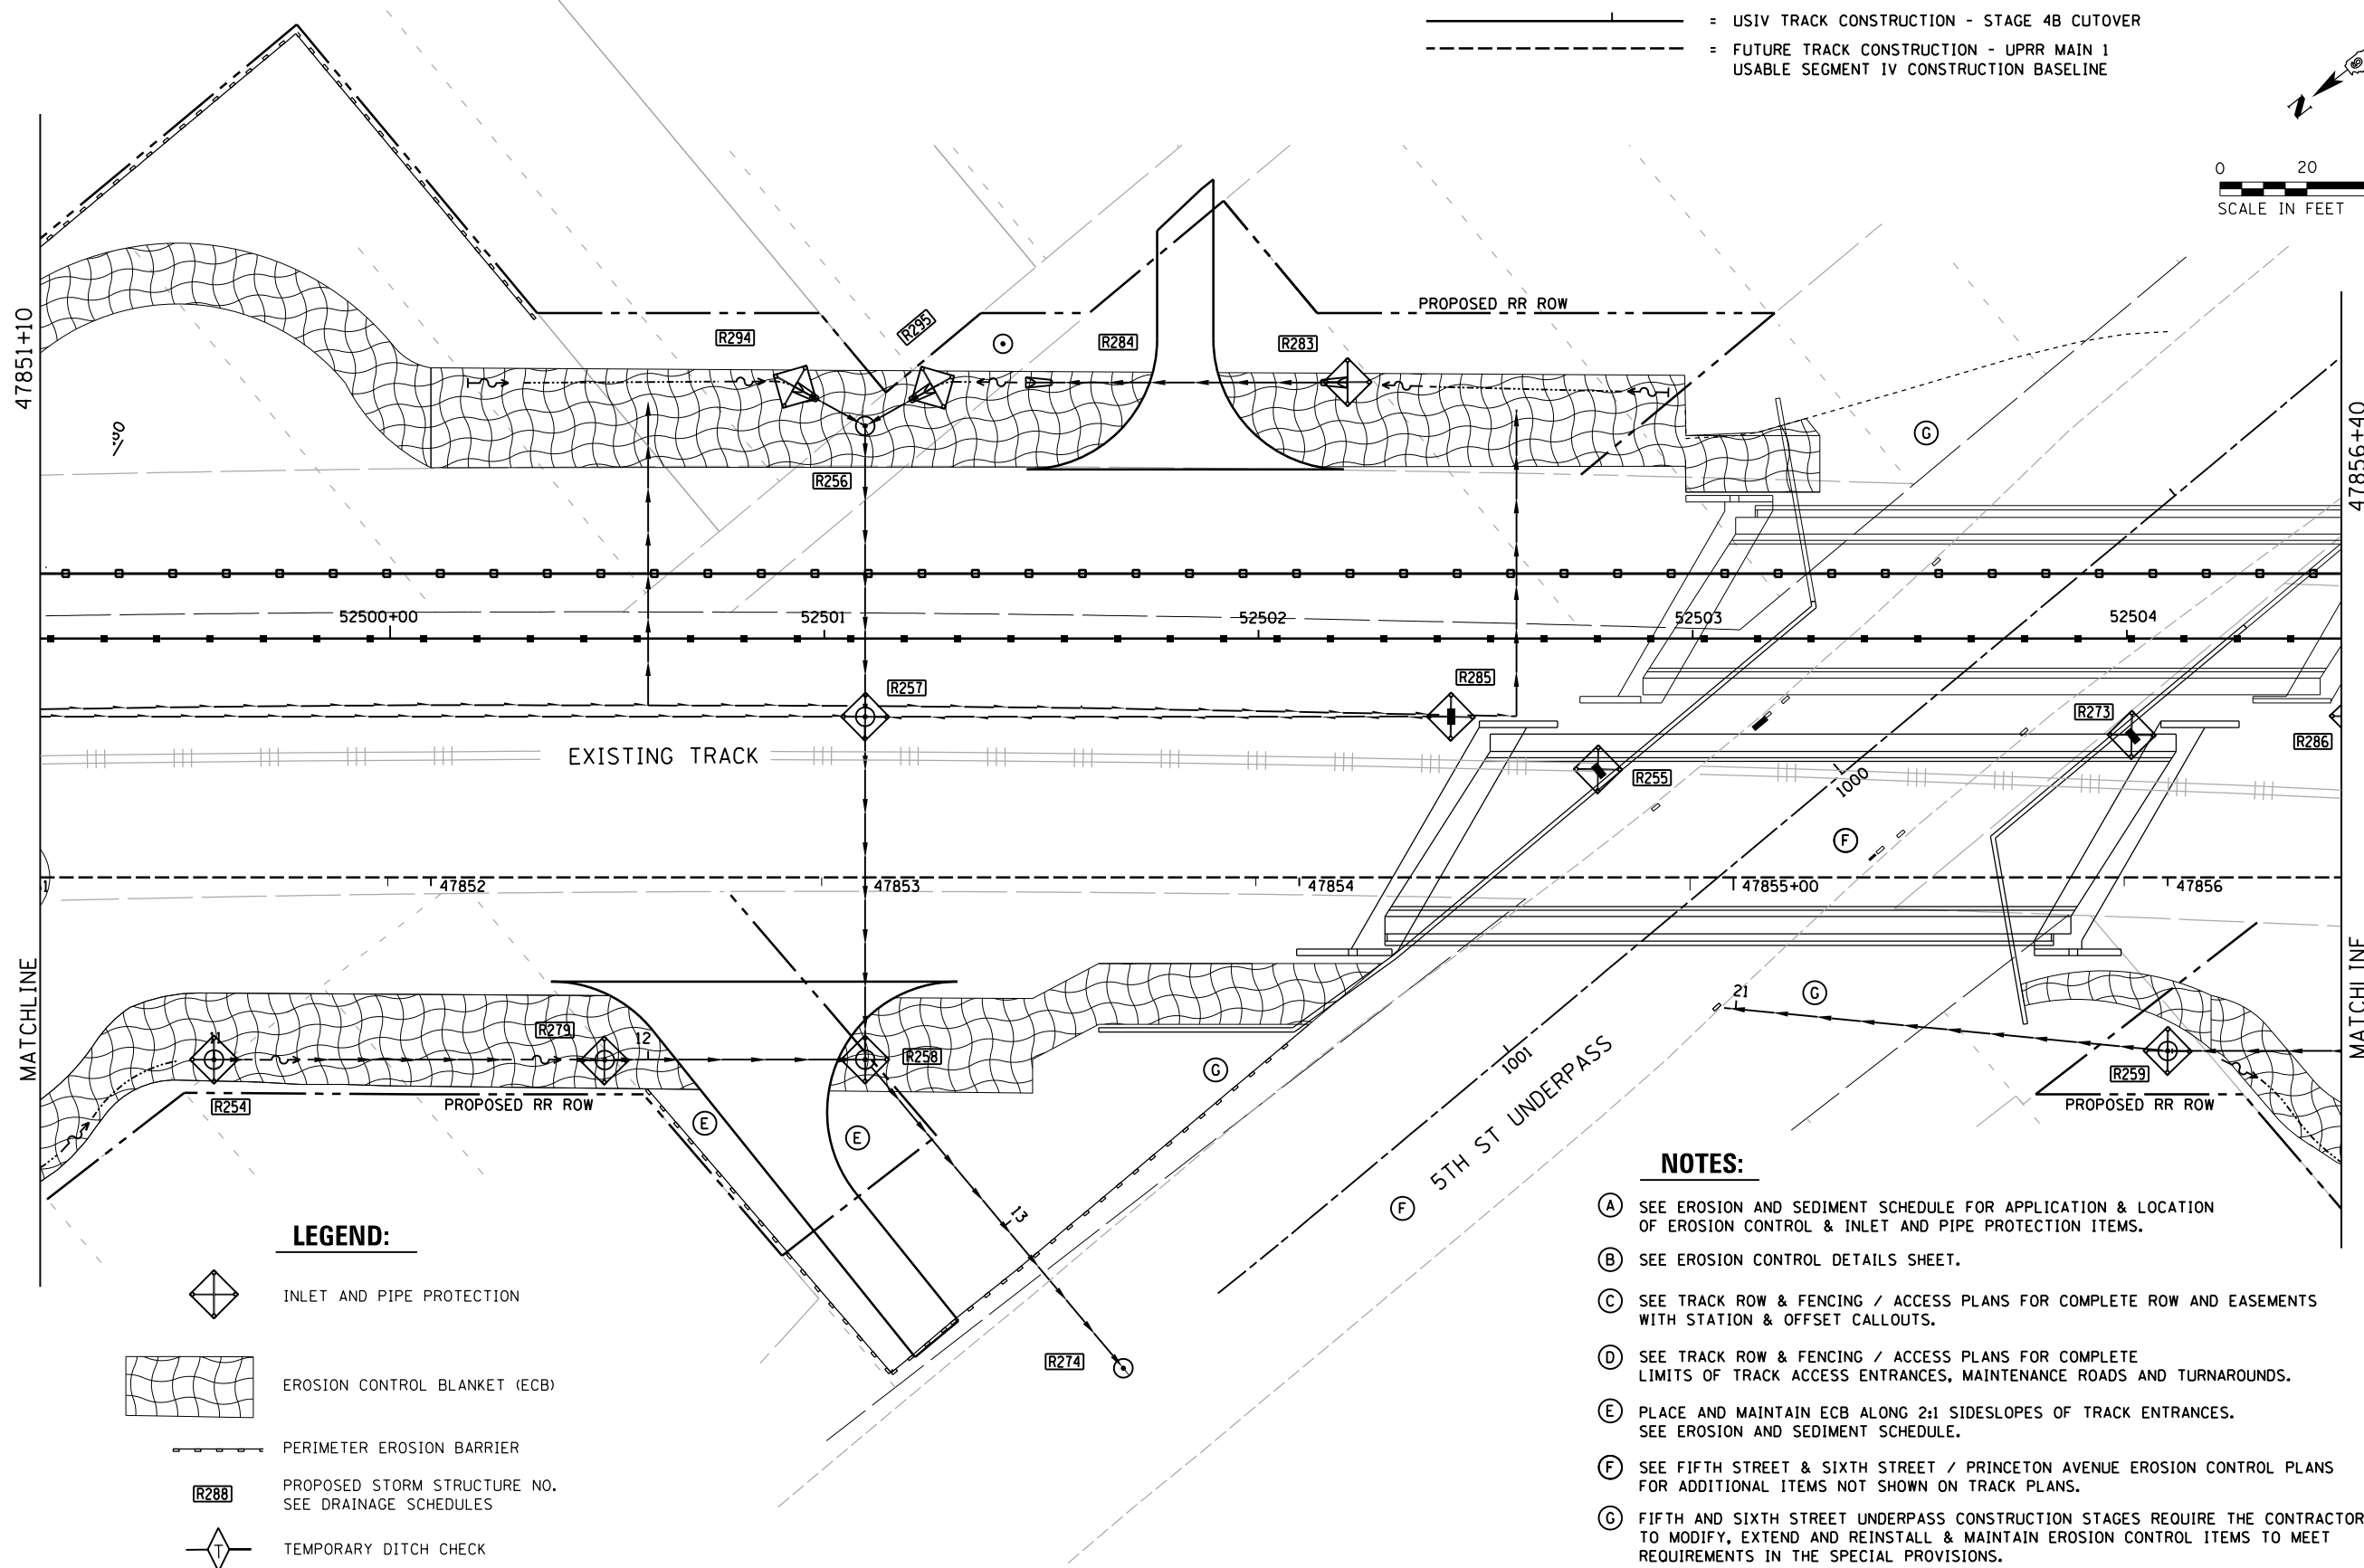 = USIV TRACK CONSTRUCTION - STAGE 4B CUTOVER
= FUTURE TRACK CONSTRUCTION - UPRR MAIN 1
USABLE SEGMENT IV CONSTRUCTION BASELINE
N
0 20
SCALE IN FEET
47851+10
47856+40
PROPOSED RR ROW
R294
R295
R284
R283
G
R256
52500+00
52501
52502
52503
52504
R257
R285
R273
R286
EXISTING TRACK
R255
1000
F
47852
47853
47854
47855+00
47856
MATCHLINE
MATCHLINE
11
R279
12
R258
21
G
1001
G
5TH ST UNDERPASS
R259
R254
PROPOSED RR ROW
PROPOSED RR ROW
E
E
13
F
R274
LEGEND:
INLET AND PIPE PROTECTION
EROSION CONTROL BLANKET (ECB)
PERIMETER EROSION BARRIER
R288
PROPOSED STORM STRUCTURE NO.
SEE DRAINAGE SCHEDULES
T
TEMPORARY DITCH CHECK
NOTES:
A SEE EROSION AND SEDIMENT SCHEDULE FOR APPLICATION & LOCATION
OF EROSION CONTROL & INLET AND PIPE PROTECTION ITEMS.
B SEE EROSION CONTROL DETAILS SHEET.
C SEE TRACK ROW & FENCING / ACCESS PLANS FOR COMPLETE ROW AND EASEMENTS
WITH STATION & OFFSET CALLOUTS.
D SEE TRACK ROW & FENCING / ACCESS PLANS FOR COMPLETE
LIMITS OF TRACK ACCESS ENTRANCES, MAINTENANCE ROADS AND TURNAROUNDS.
E PLACE AND MAINTAIN ECB ALONG 2:1 SIDESLOPES OF TRACK ENTRANCES.
SEE EROSION AND SEDIMENT SCHEDULE.
F SEE FIFTH STREET & SIXTH STREET / PRINCETON AVENUE EROSION CONTROL PLANS
FOR ADDITIONAL ITEMS NOT SHOWN ON TRACK PLANS.
G FIFTH AND SIXTH STREET UNDERPASS CONSTRUCTION STAGES REQUIRE THE CONTRACTOR
TO MODIFY, EXTEND AND REINSTALL & MAINTAIN EROSION CONTROL ITEMS TO MEET
REQUIREMENTS IN THE SPECIAL PROVISIONS.